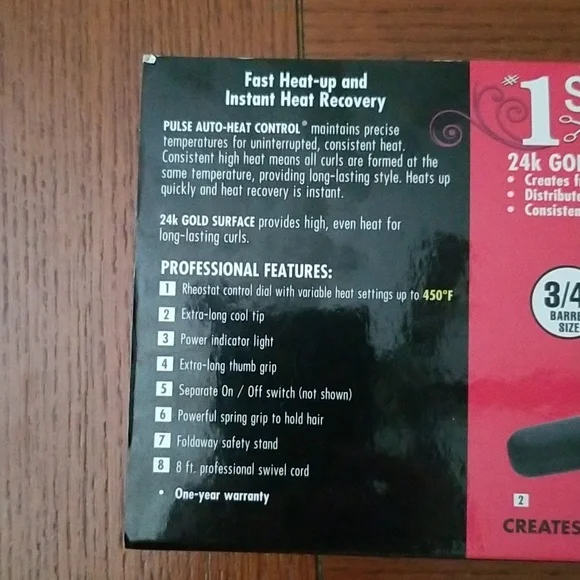 Fast Heat-up and
Instant Heat Recovery
PULSE AUTO-HEAT CONTROL® maintains precise
temperatures for uninterrupted, consistent heat.
Consistent high heat means all curls are formed at the
same temperature, providing long-lasting style. Heats up
quickly and heat recovery is instant.
24k GOLD SURFACE provides high, even heat for
long-lasting curls.
PROFESSIONAL FEATURES:
1 Rheostat control dial with variable heat settings up to 450°F
2 Extra-long cool tip
3 Power indicator light
4 Extra-long thumb grip
5 Separate On / Off switch (not shown)
6 Powerful spring grip to hold hair
7 Foldaway safety stand
8 8 ft. professional swivel cord
• One-year warranty
#1 S
24k GOL
• Creates f
• Distribut
• Consisten
3/4
BARRE
SIZE
2
CREATES